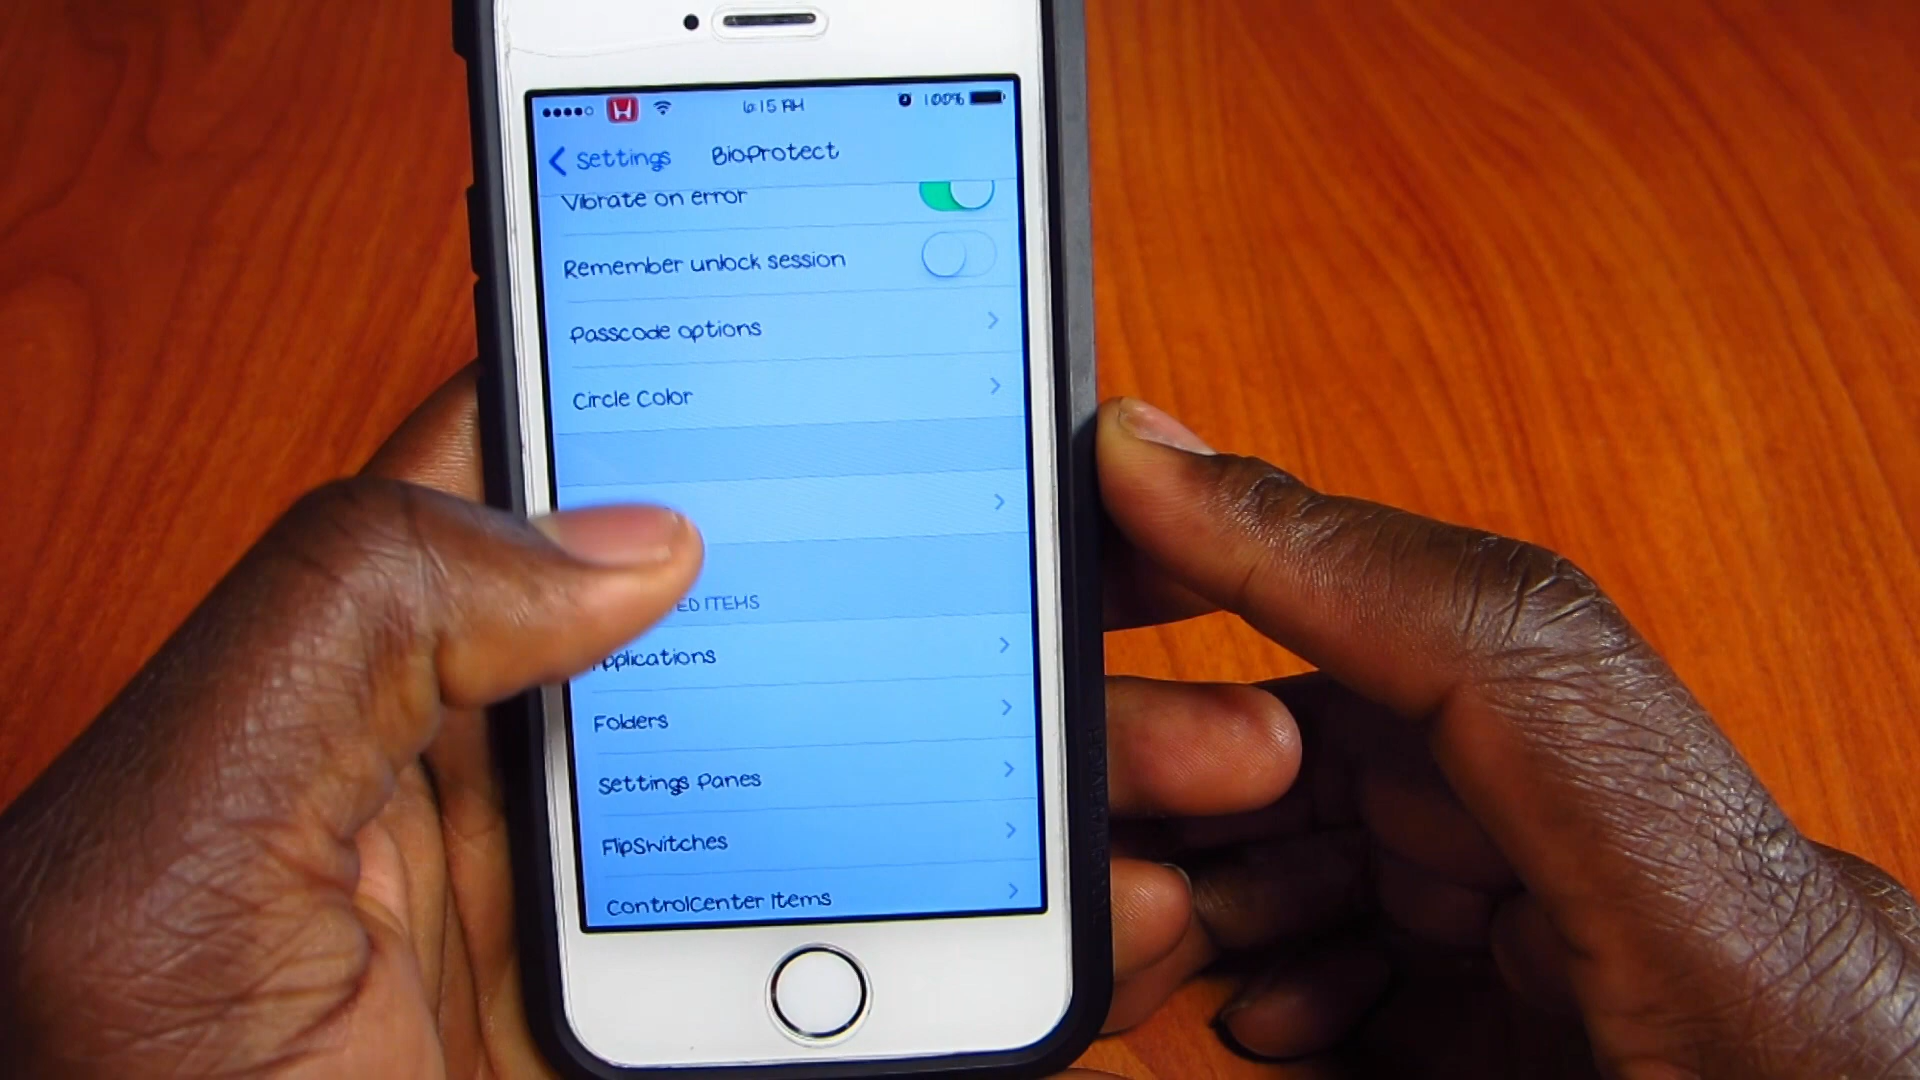 H 6:15 AM 100%
Settings BioProtect
Vibrate on error
Remember unlock session
Passcode options
Circle Color
ED ITEMS
pplications
Folders
Settings Panes
FlipSwitches
ControlCenter Items